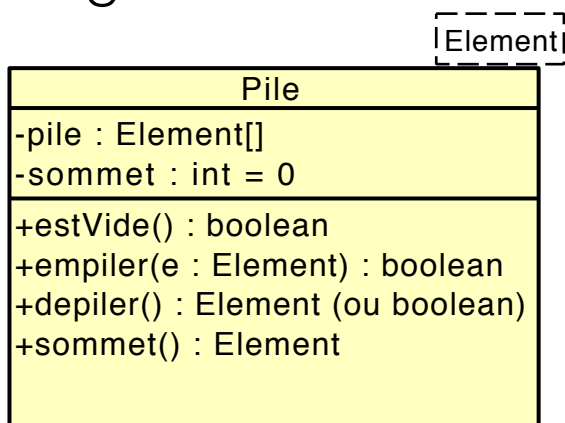 Element
Pile
-pile : Element[]
-sommet : int = 0
+estVide() : boolean
+empiler(e : Element) : boolean
+depiler() : Element (ou boolean)
+sommet() : Element